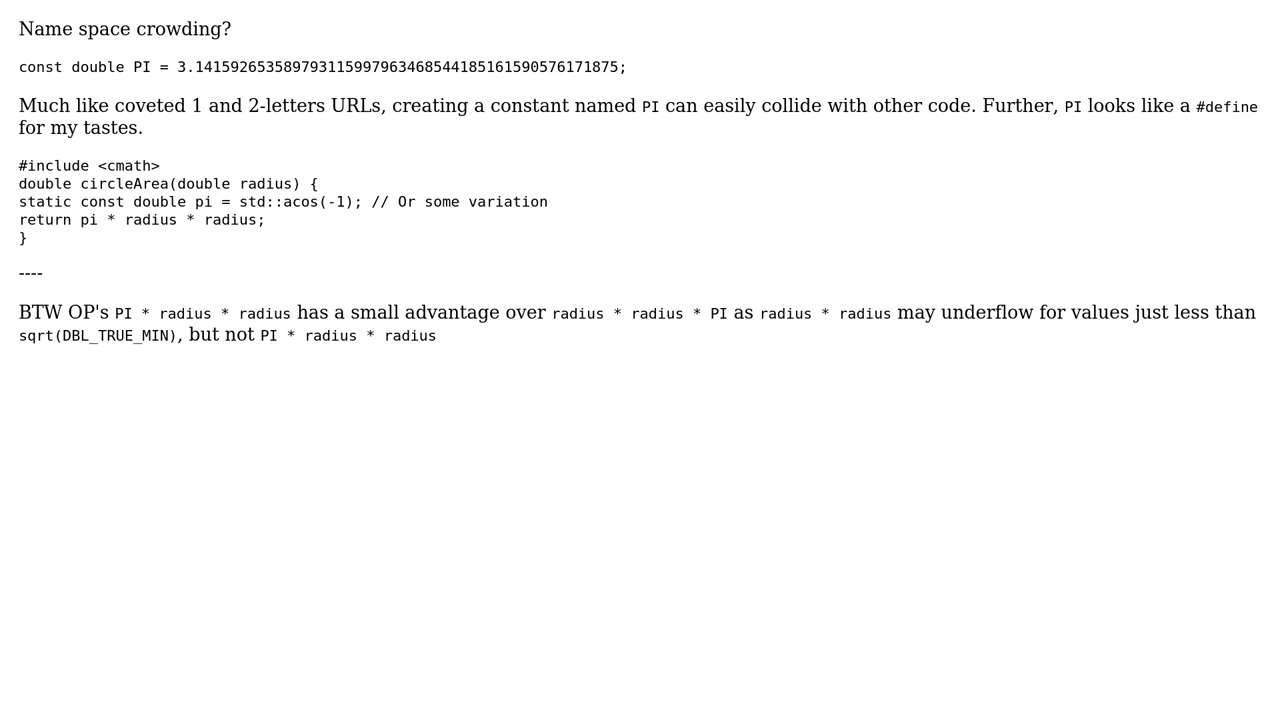 Name space crowding?
const double PI = 3.141592653589793115997963468544185161590576171875;
Much like coveted 1 and 2-letters URLs, creating a constant named PI can easily collide with other code. Further, PI looks like a #define
for my tastes.
#include <cmath>
double circleArea(double radius) {
static const double pi = std::acos(-1); // Or some variation
return pi * radius * radius;
}
----
BTW OP's PI * radius * radius has a small advantage over radius * radius * PI as radius * radius may underflow for values just less than
sqrt(DBL_TRUE_MIN), but not PI * radius * radius